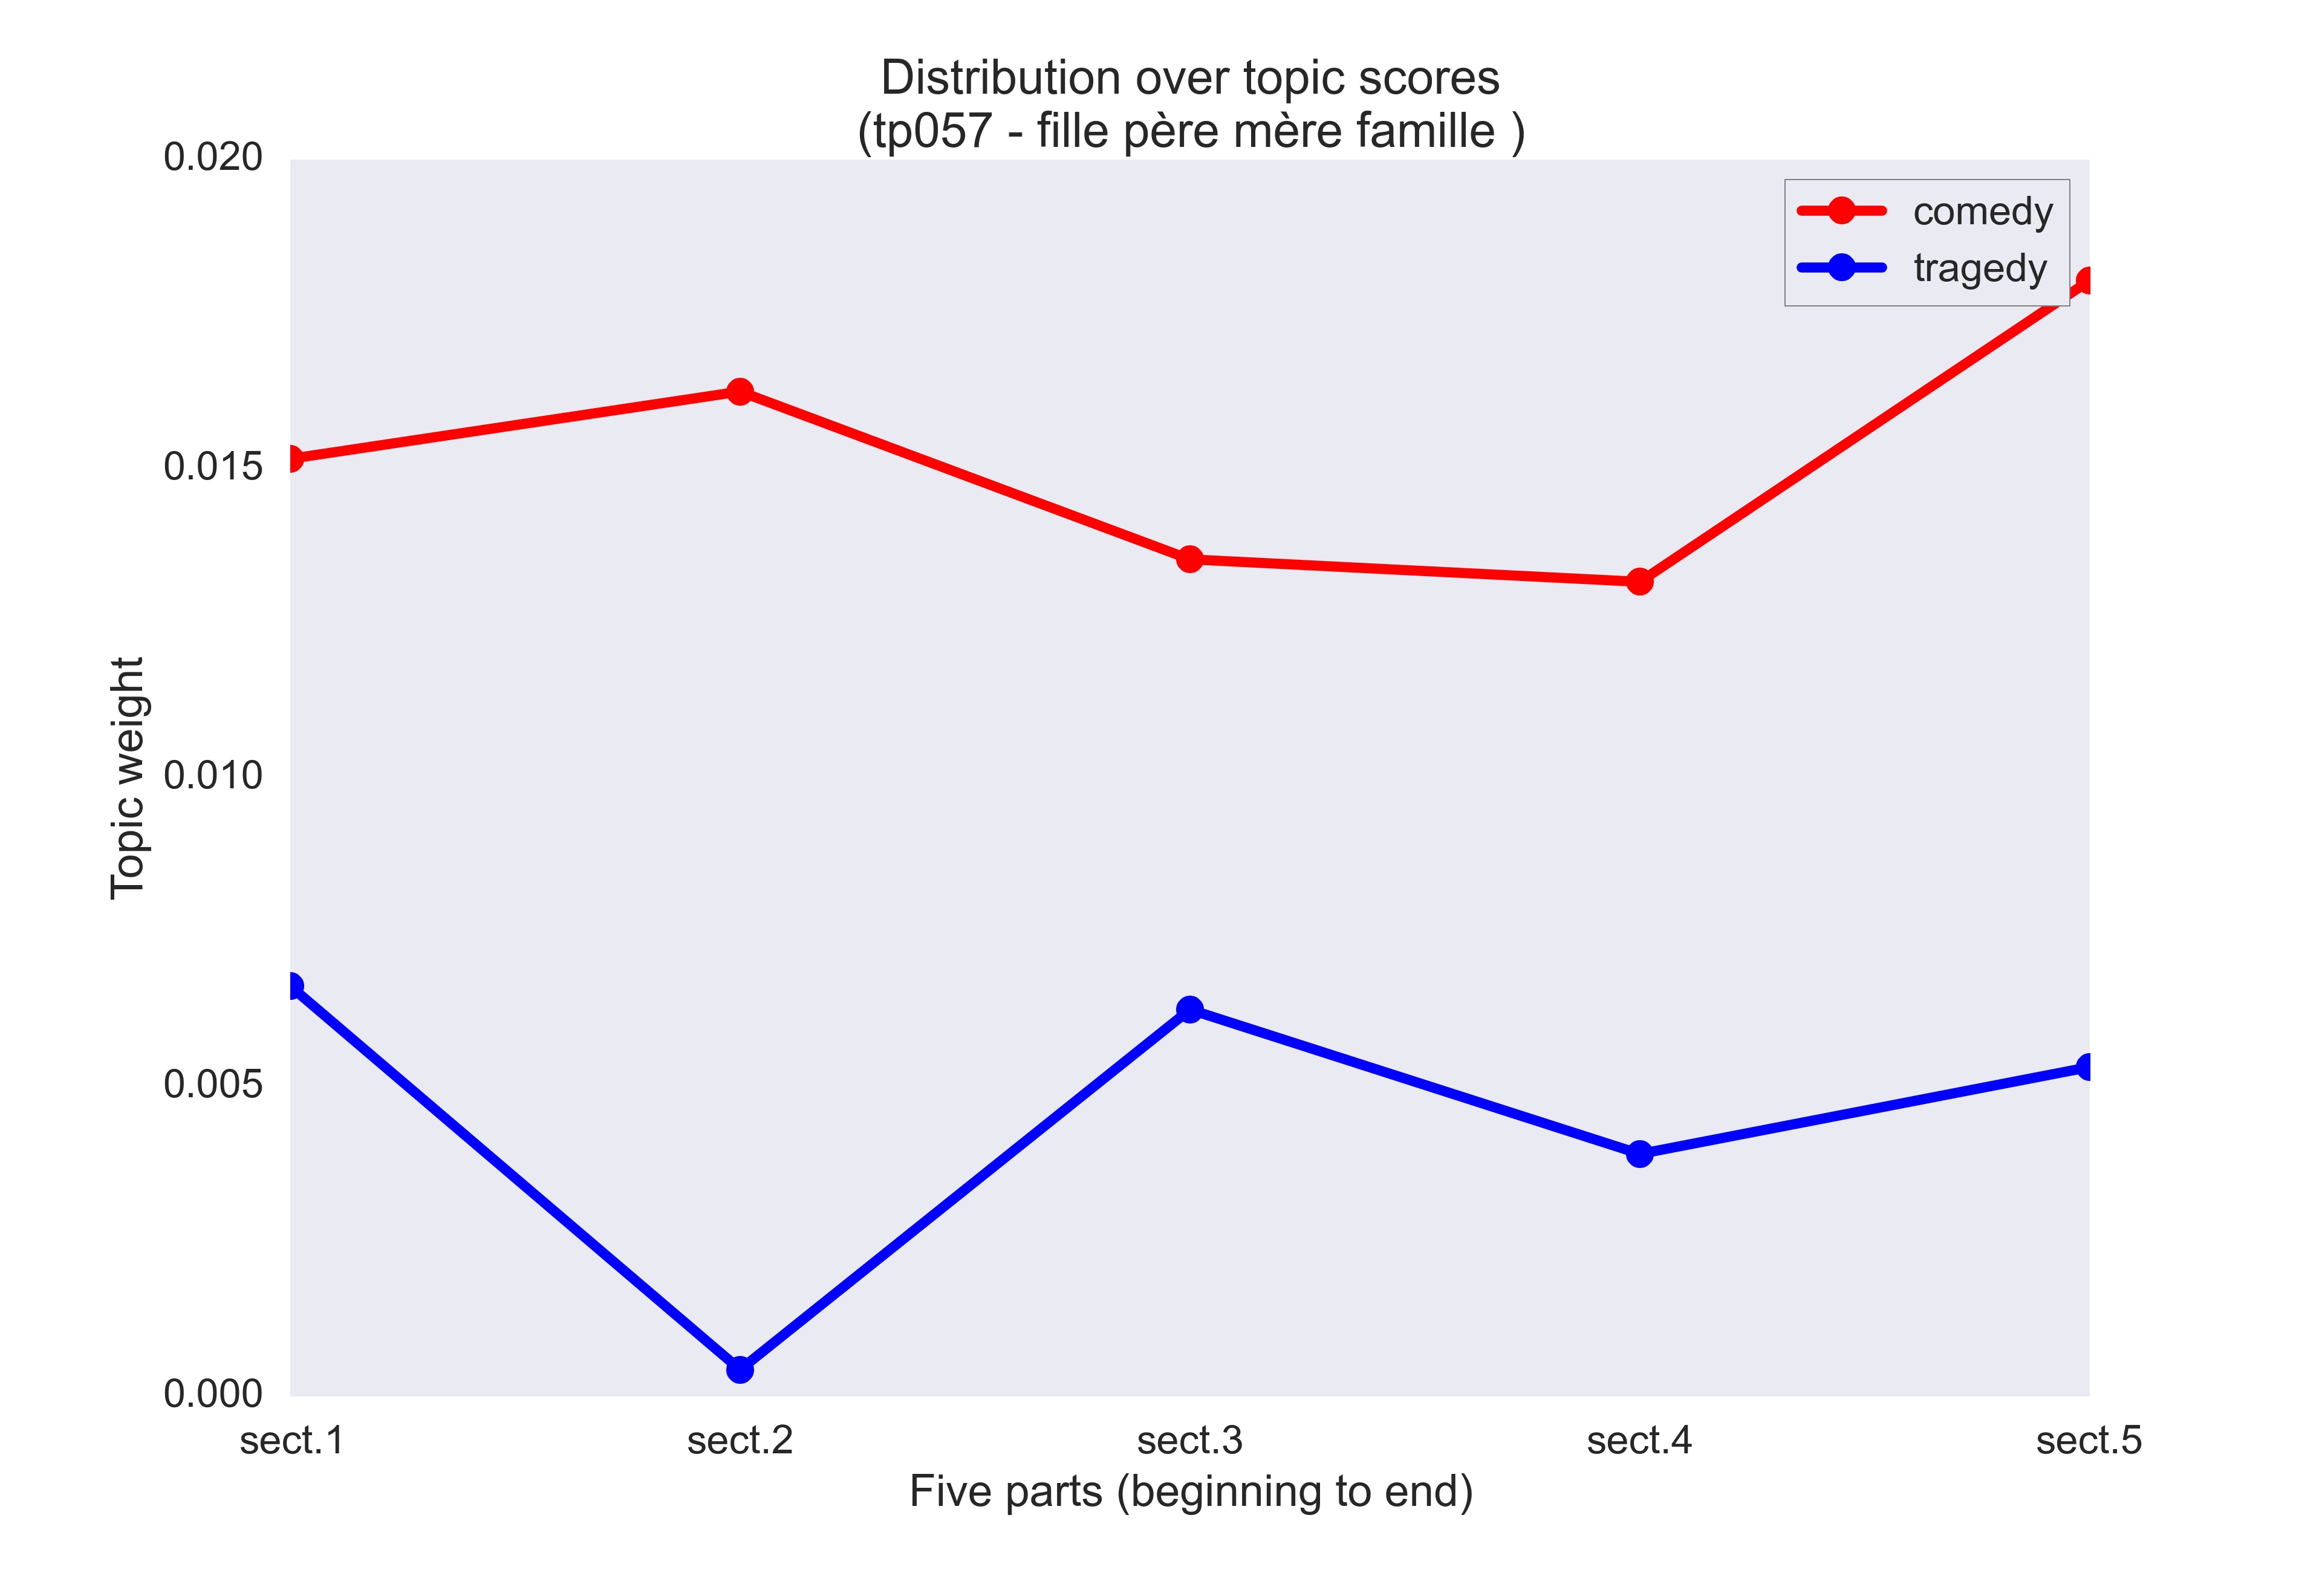 Distribution over topic scores
(tp057 - fille père mère famille )
0.020
0.015
0.010
0.005
0.000
Topic weight
comedy
tragedy
sect.1
sect.2
sect.3
sect.4
sect.5
Five parts (beginning to end)